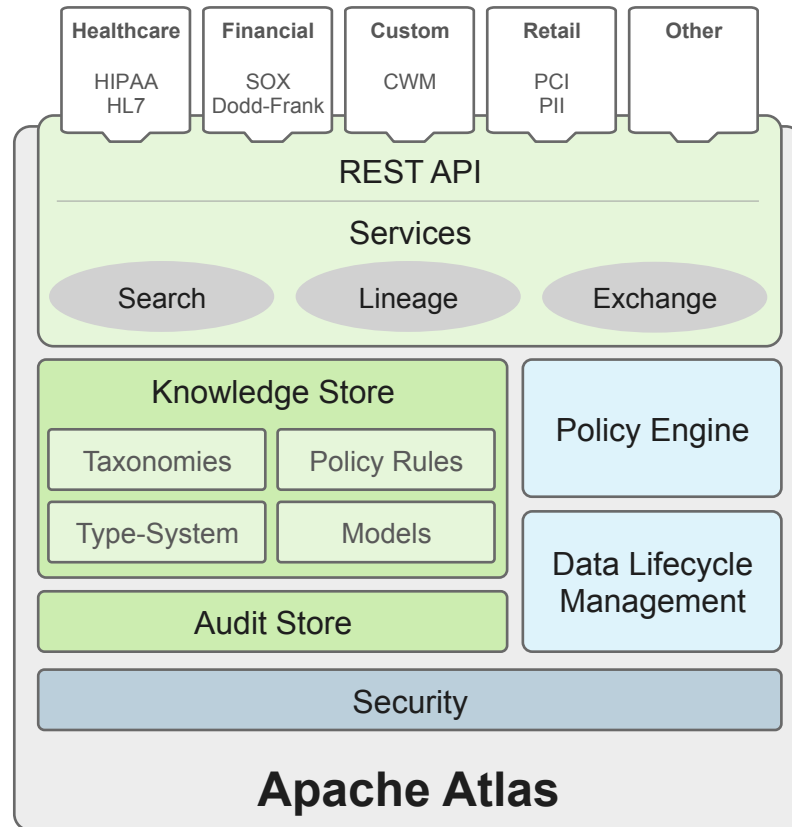 Healthcare
HIPAA
HL7
Financial
SOX
Dodd-Frank
Custom
CWM
Retail
PCI
PII
Other
REST API
Services
Search
Lineage
Exchange
Knowledge Store
Taxonomies
Policy Rules
Type-System
Models
Audit Store
Policy Engine
Data Lifecycle
Management
Security
Apache Atlas